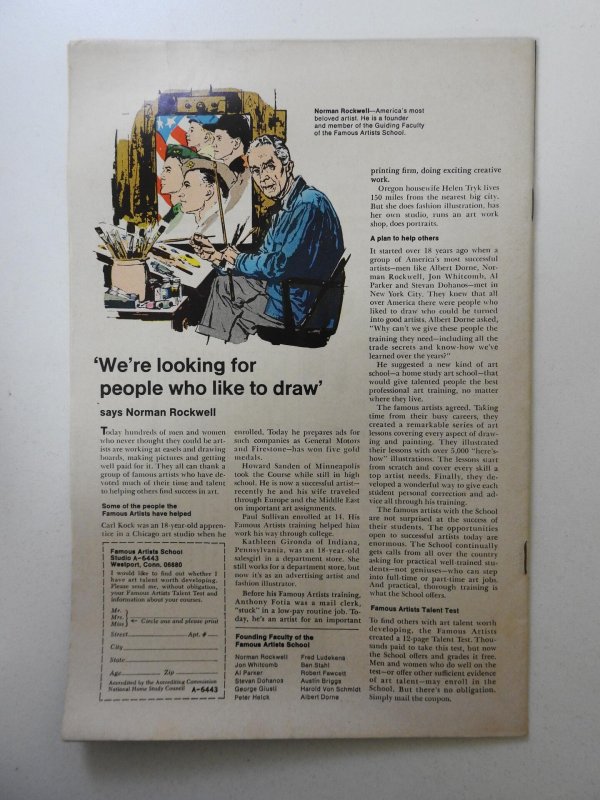 Norman Rockwell—America's most
beloved artist. He is a founder
and member of the Guiding Faculty
of the Famous Artists School.
'We're looking for
people who like to draw'
says Norman Rockwell
Today hundreds of men and women
who never thought they could be art-
ists are working at easels and drawing
boards, making pictures and getting
well paid for it. They all can thank a
group of famous artists who have de-
voted much of their time and talent
to helping others find success in art.
Some of the people the
Famous Artists have helped
Carl Kock was an 18-year-old appren-
tice in a Chicago art studio when he
enrolled. Today he prepares ads for
such companies as General Motors
and Firestone—has won five gold
medals.
Howard Sanden of Minneapolis
took the Course while still in high
school. He is now a successful artist—
recently he and his wife traveled
through Europe and the Middle East
on important art assignments.
Paul Sullivan enrolled at 14. His
Famous Artists training helped him
work his way through college.
Kathleen Gironda of Indiana,
Pennsylvania, was an 18-year-old
salesgirl in a department store. She
still works for a department store, but
now it's as an advertising artist and
fashion illustrator.
Before his Famous Artists training,
Anthony Fotia was a mail clerk,
"stuck" in a low-pay routine job. To-
day, he's an artist for an important
printing firm, doing exciting creative
work.
Oregon housewife Helen Tryk lives
150 miles from the nearest big city.
But she does fashion illustration, has
her own studio, runs an art work
shop, does portraits.
A plan to help others
It started over 18 years ago when a
group of America's most successful
artists—men like Albert Dorne, Nor-
man Rockwell, Jon Whitcomb, Al
Parker and Stevan Dohanos—met in
New York City. They knew that all
over America there were people who
liked to draw who could be turned
into good artists. Albert Dorne asked,
"Why can't we give these people the
training they need—including all the
trade secrets and know-how we've
learned over the years?"
He suggested a new kind of art
school—a home study art school—that
would give talented people the best
professional art training, no matter
where they live.
The famous artists agreed. Taking
time from their busy careers, they
created a remarkable series of art
lessons covering every aspect of draw-
ing and painting. They illustrated
their lessons with over 5,000 "here's-
how" illustrations. The lessons start
from scratch and cover every skill a
top artist needs. Finally, they de-
veloped a wonderful way to give each
student personal correction and ad-
vice all through his training.
The famous artists with the School
are not surprised at the success of
their students. The opportunities
open to successful artists today are
enormous. The School continually
gets calls from all over the country
asking for practical well-trained stu-
dents—not geniuses—who can step
into full-time or part-time art jobs.
And practical, thorough training is
what the School offers.
Famous Artists Talent Test
To find others with art talent worth
developing, the Famous Artists
created a 12-page Talent Test. Thou-
sands paid to take this test, but now
the School offers and grades it free.
Men and women who do well on the
test—or offer other sufficient evidence
of art talent—may enroll in the
School. But there's no obligation.
Simply mail the coupon.
Famous Artists School
Studio A-6443
Westport, Conn. 06880
I would like to find out whether I
have art talent worth developing.
Please send me, without obligation,
your Famous Artists Talent Test and
information about your courses.
Mr.
Mrs.
Miss
Circle one and please print
Street Apt. #
City
State
Age Zip
Accredited by the Accrediting Commission
National Home Study Council A-6443
Founding Faculty of the
Famous Artists School
Norman Rockwell Fred Ludekens
Jon Whitcomb Ben Stahl
Al Parker Robert Fawcett
Stevan Dohanos Austin Briggs
George Giusti Harold Von Schmidt
Peter Helck Albert Dorne